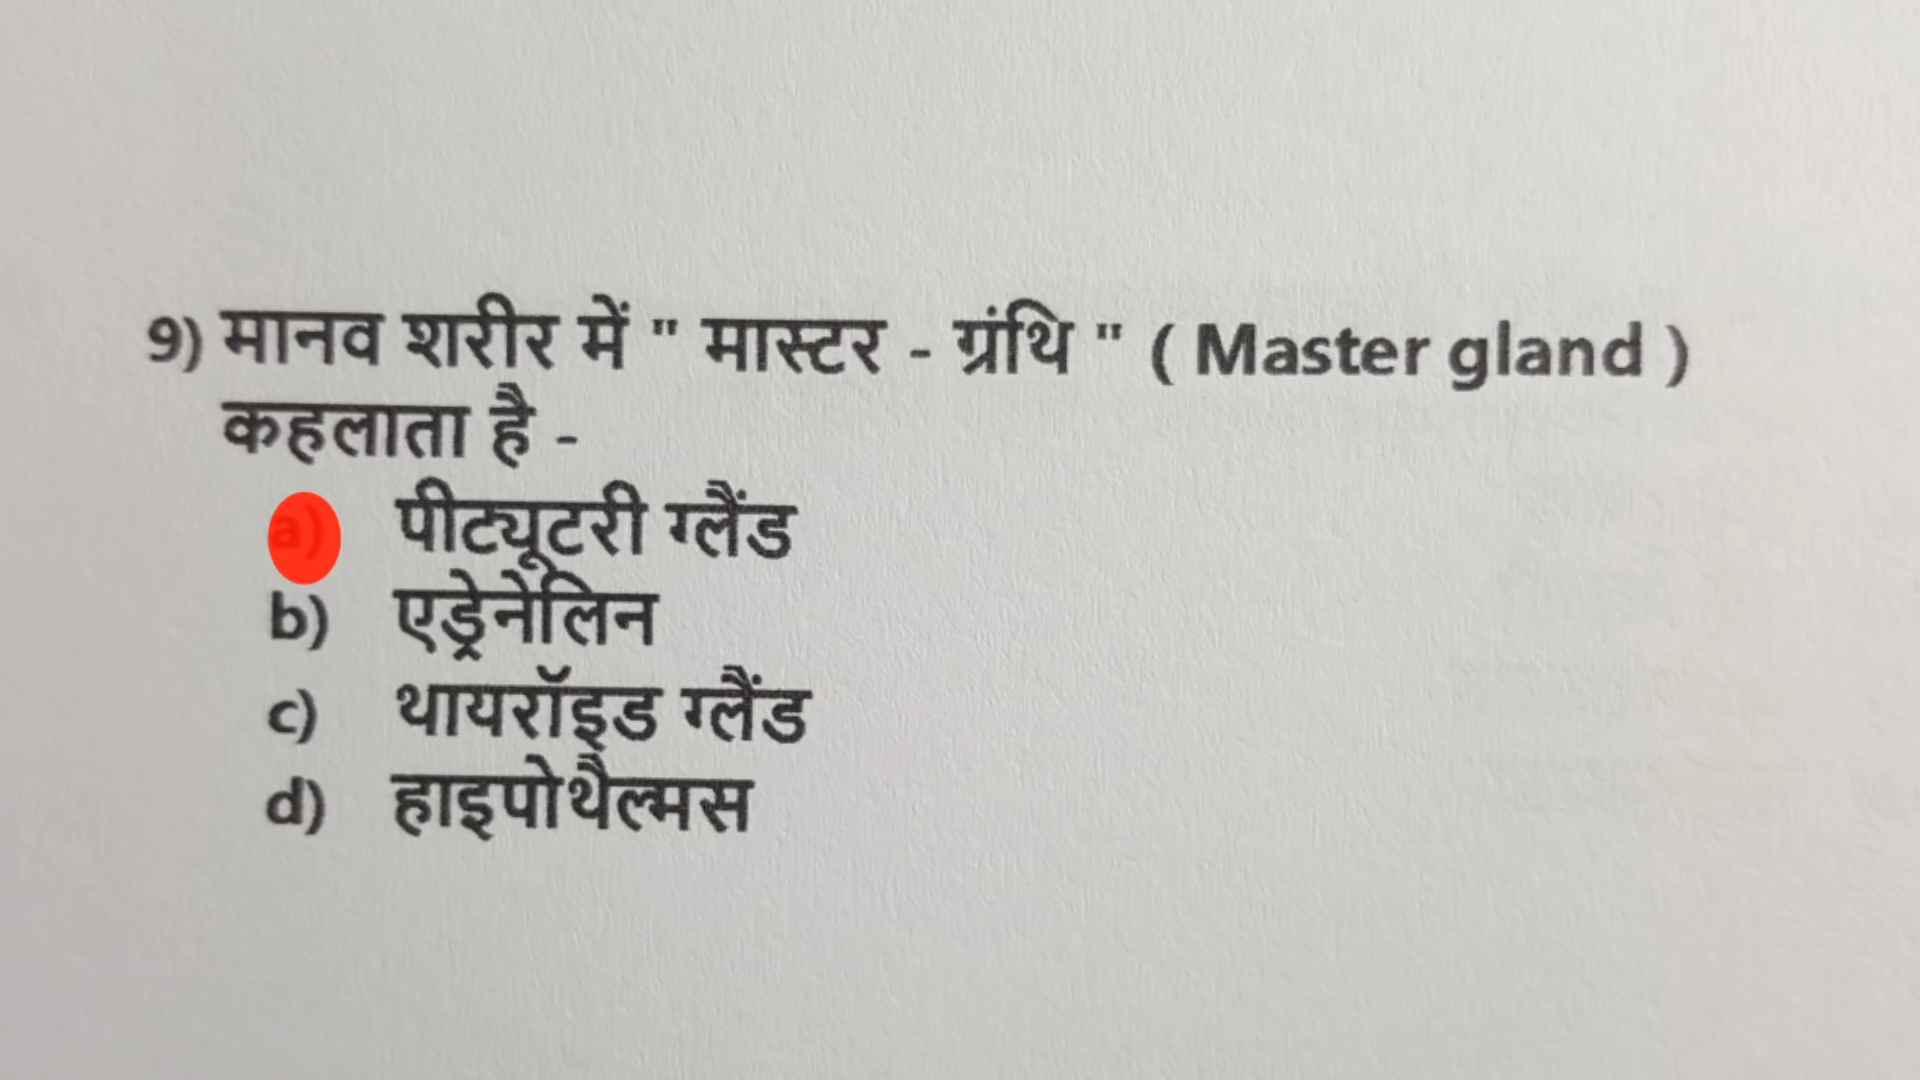 9) मानव शरीर में " मास्टर - ग्रंथि " ( Master gland )
कहलाता है -
a) पीट्यूटरी ग्लैंड
b) एड्रेनेलिन
c) थायरॉइड ग्लैंड
d) हाइपोथैल्मस